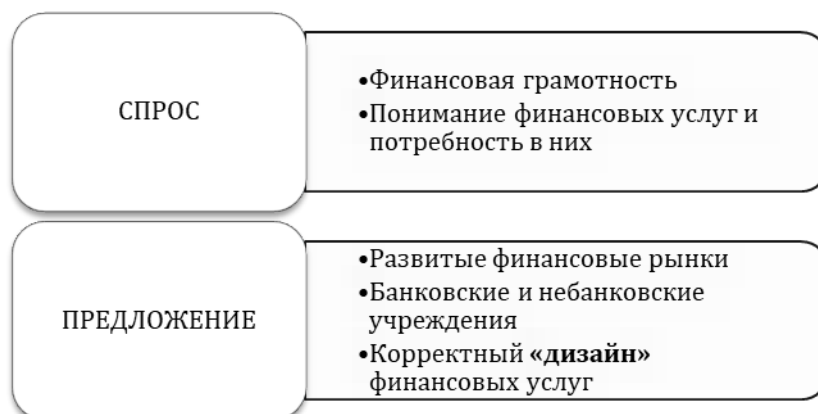 СПРОС
•Финансовая грамотность
•Понимание финансовых услуг и
потребность в них
ПРЕДЛОЖЕНИЕ
•Развитые финансовые рынки
•Банковские и небанковские
учреждения
•Корректный «дизайн»
финансовых услуг